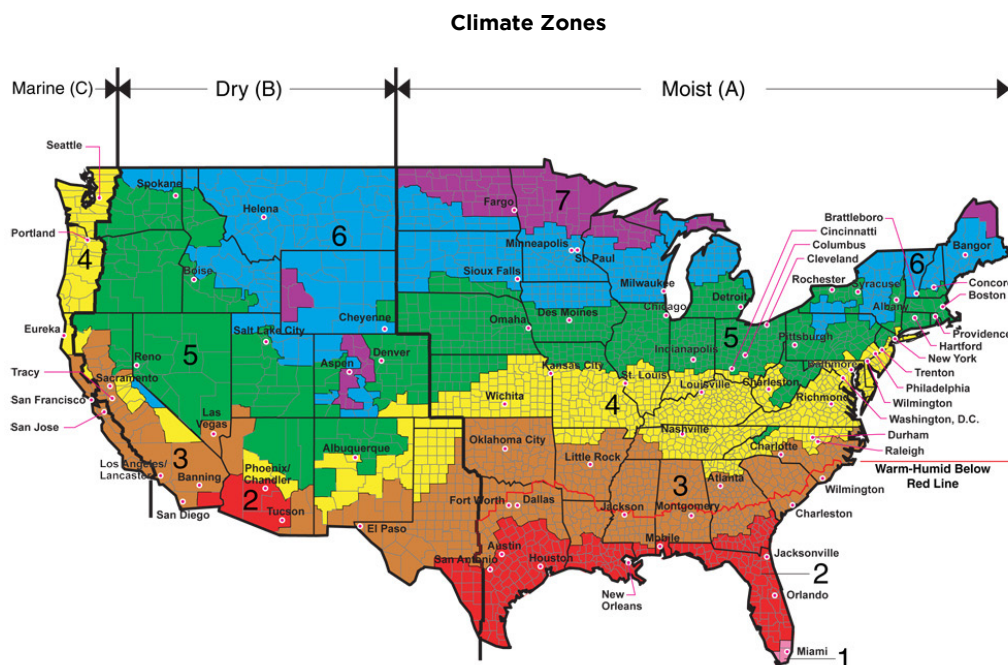 Climate Zones
Marine (C)
Dry (B)
Moist (A)
Seattle
Spokane
Helena
Fargo
7
Portland
4
6
Boise
Minneapolis
St. Paul
Sioux Falls
Milwaukee
Brattleboro
Cincinnatti
Columbus
Cleveland
Rochester
Syracuse
6
Bangor
Concord
Boston
Albany
Detroit
Chicago
Eureka
Reno
5
Salt Lake City
Cheyenne
Denver
Aspen
Omaha
Des Moines
Indianapolis
5
Pittsburgh
Providence
Hartford
New York
Trenton
Philadelphia
Wilmington
Washington, D.C.
Baltimore
Tracy
Sacramento
San Francisco
San Jose
Las
Vegas
Kansas City
St. Louis
Wichita
4
Louisville
Charleston
Richmond
Nashville
Durham
Raleigh
Charlotte
Albuquerque
Oklahoma City
Little Rock
3
Atlanta
Warm-Humid Below
Red Line
Wilmington
Charleston
Los Angeles/
Lancaster
3
Banning
Phoenix/
Chandler
2
Tucson
San Diego
El Paso
Fort Worth
Dallas
Jackson
Montgomery
Mobile
Austin
San Antonio
Houston
New
Orleans
Jacksonville
2
Orlando
Miami
1